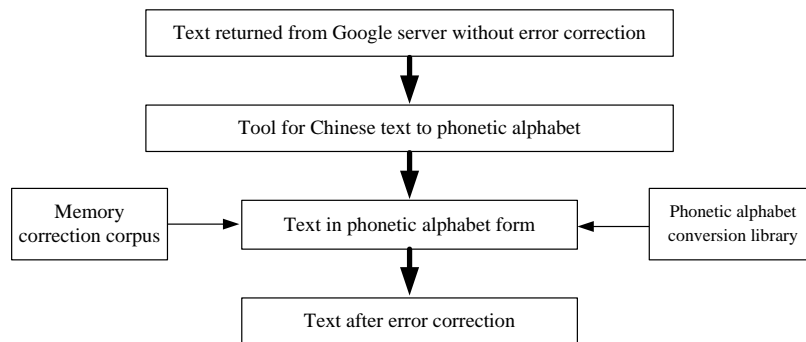 Text returned from Google server without error correction
Tool for Chinese text to phonetic alphabet
Memory
correction corpus
Text in phonetic alphabet form
Phonetic alphabet
conversion library
Text after error correction